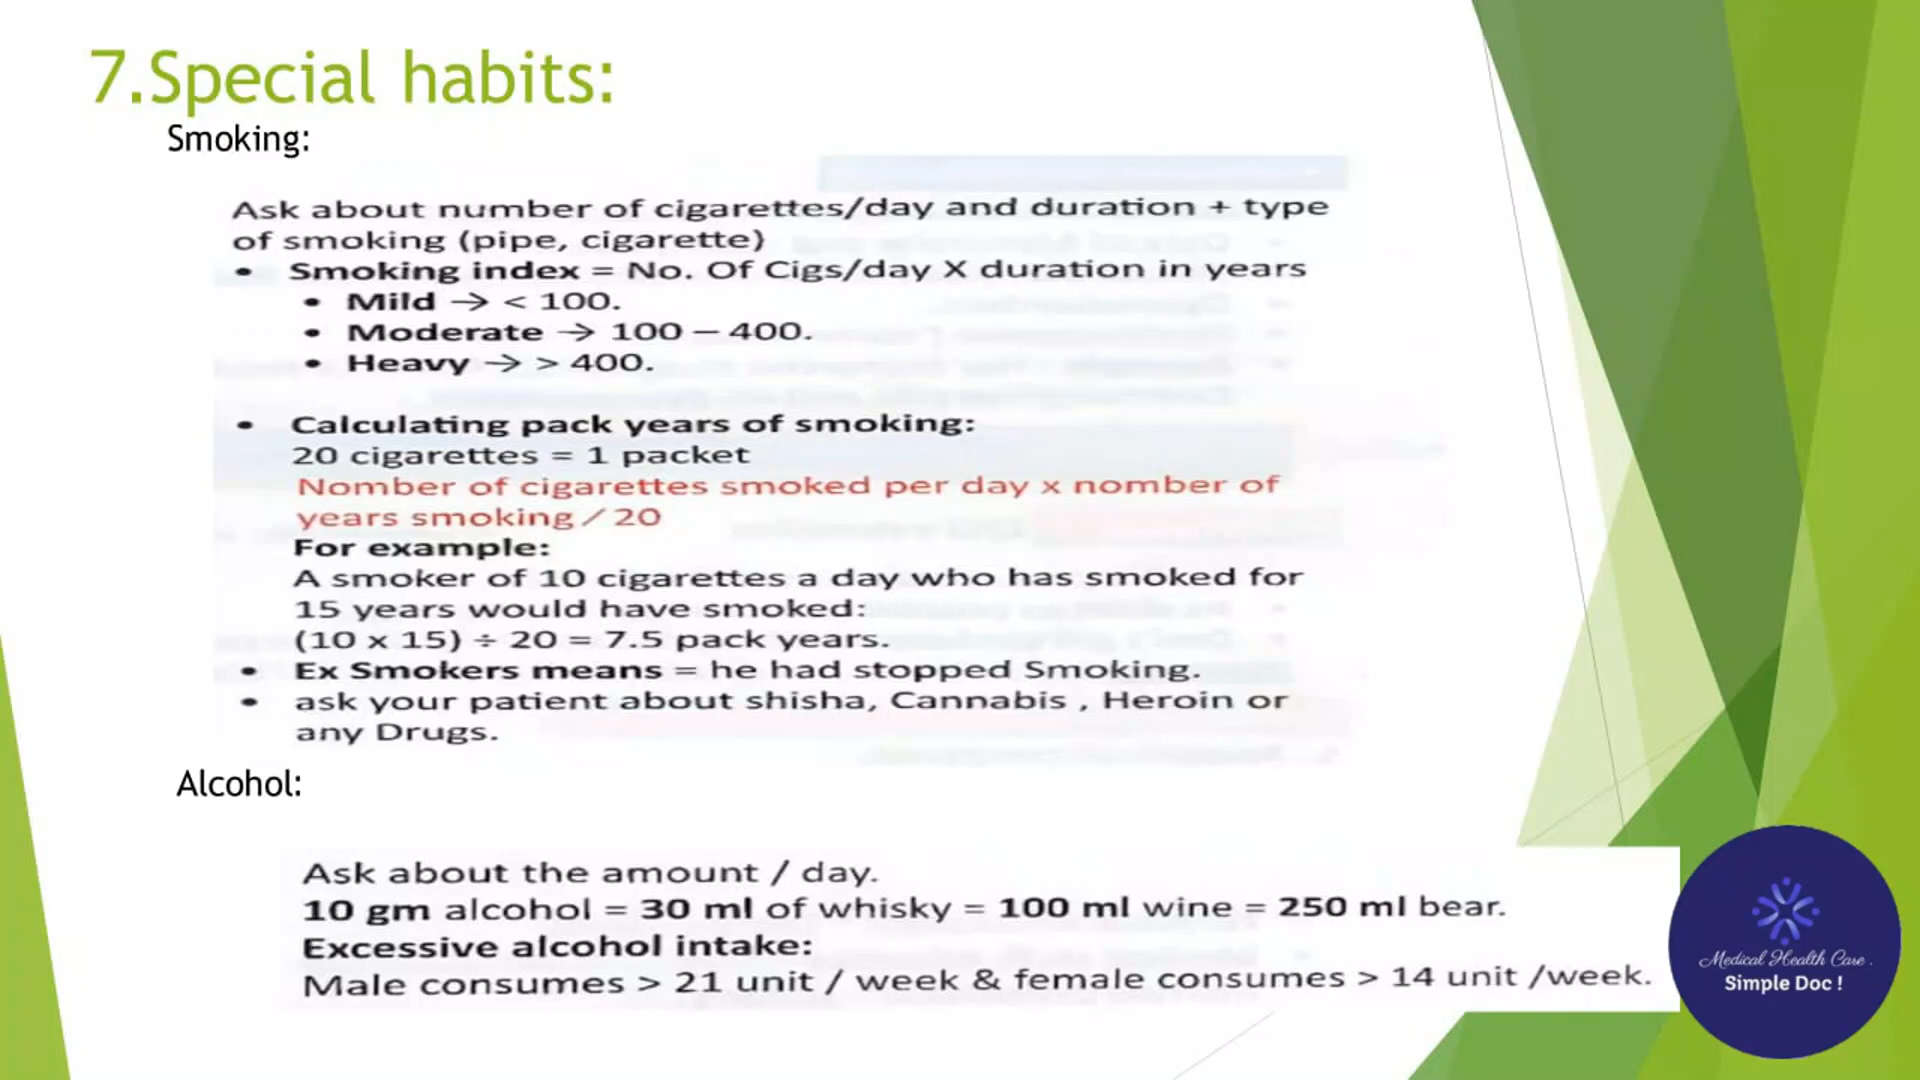 7.Special habits:
Smoking:
Ask about number of cigarettes/day and duration + type
of smoking (pipe, cigarette)
• Smoking index = No. Of Cigs/day X duration in years
• Mild → < 100.
• Moderate → 100 – 400.
• Heavy → > 400.
• Calculating pack years of smoking:
20 cigarettes = 1 packet
Nomber of cigarettes smoked per day x nomber of
years smoking / 20
For example:
A smoker of 10 cigarettes a day who has smoked for
15 years would have smoked:
(10 x 15) ÷ 20 = 7.5 pack years.
• Ex Smokers means = he had stopped Smoking.
• ask your patient about shisha, Cannabis , Heroin or
any Drugs.
Alcohol:
Ask about the amount / day.
10 gm alcohol = 30 ml of whisky = 100 ml wine = 250 ml bear.
Excessive alcohol intake:
Male consumes > 21 unit / week & female consumes > 14 unit /week.
Medical Health Care .
Simple Doc !